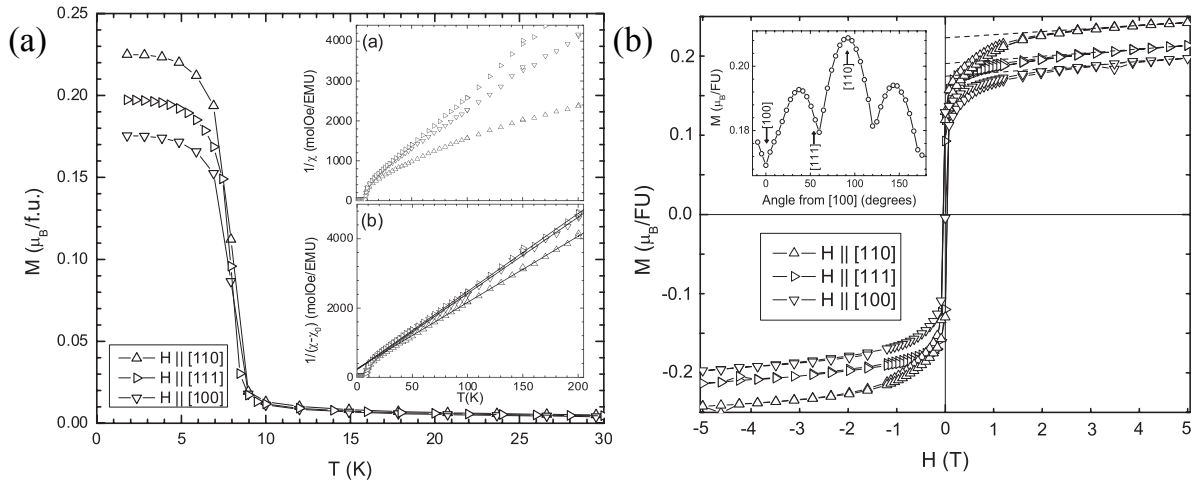 (a)
M (μB/f.u.)
0.30
0.25
0.20
0.15
0.10
0.05
0.00
0 5 10 15 20 25 30
T (K)
H || [110]
H || [111]
H || [100]
(a)
1/χ (molOe/EMU)
4000
2000
0
(b)
1/(χ-χ0) (molOe/EMU)
4000
2000
0
0 50 100 150 200
T(K)
(b)
M (μB/FU)
0.2
0.1
0.0
-0.1
-0.2
-5 -4 -3 -2 -1 0 1 2 3 4 5
H (T)
M (μB/FU)
0.20
0.18
[100]
[111]
[110]
0 50 100 150
Angle from [100] (degrees)
H || [110]
H || [111]
H || [100]